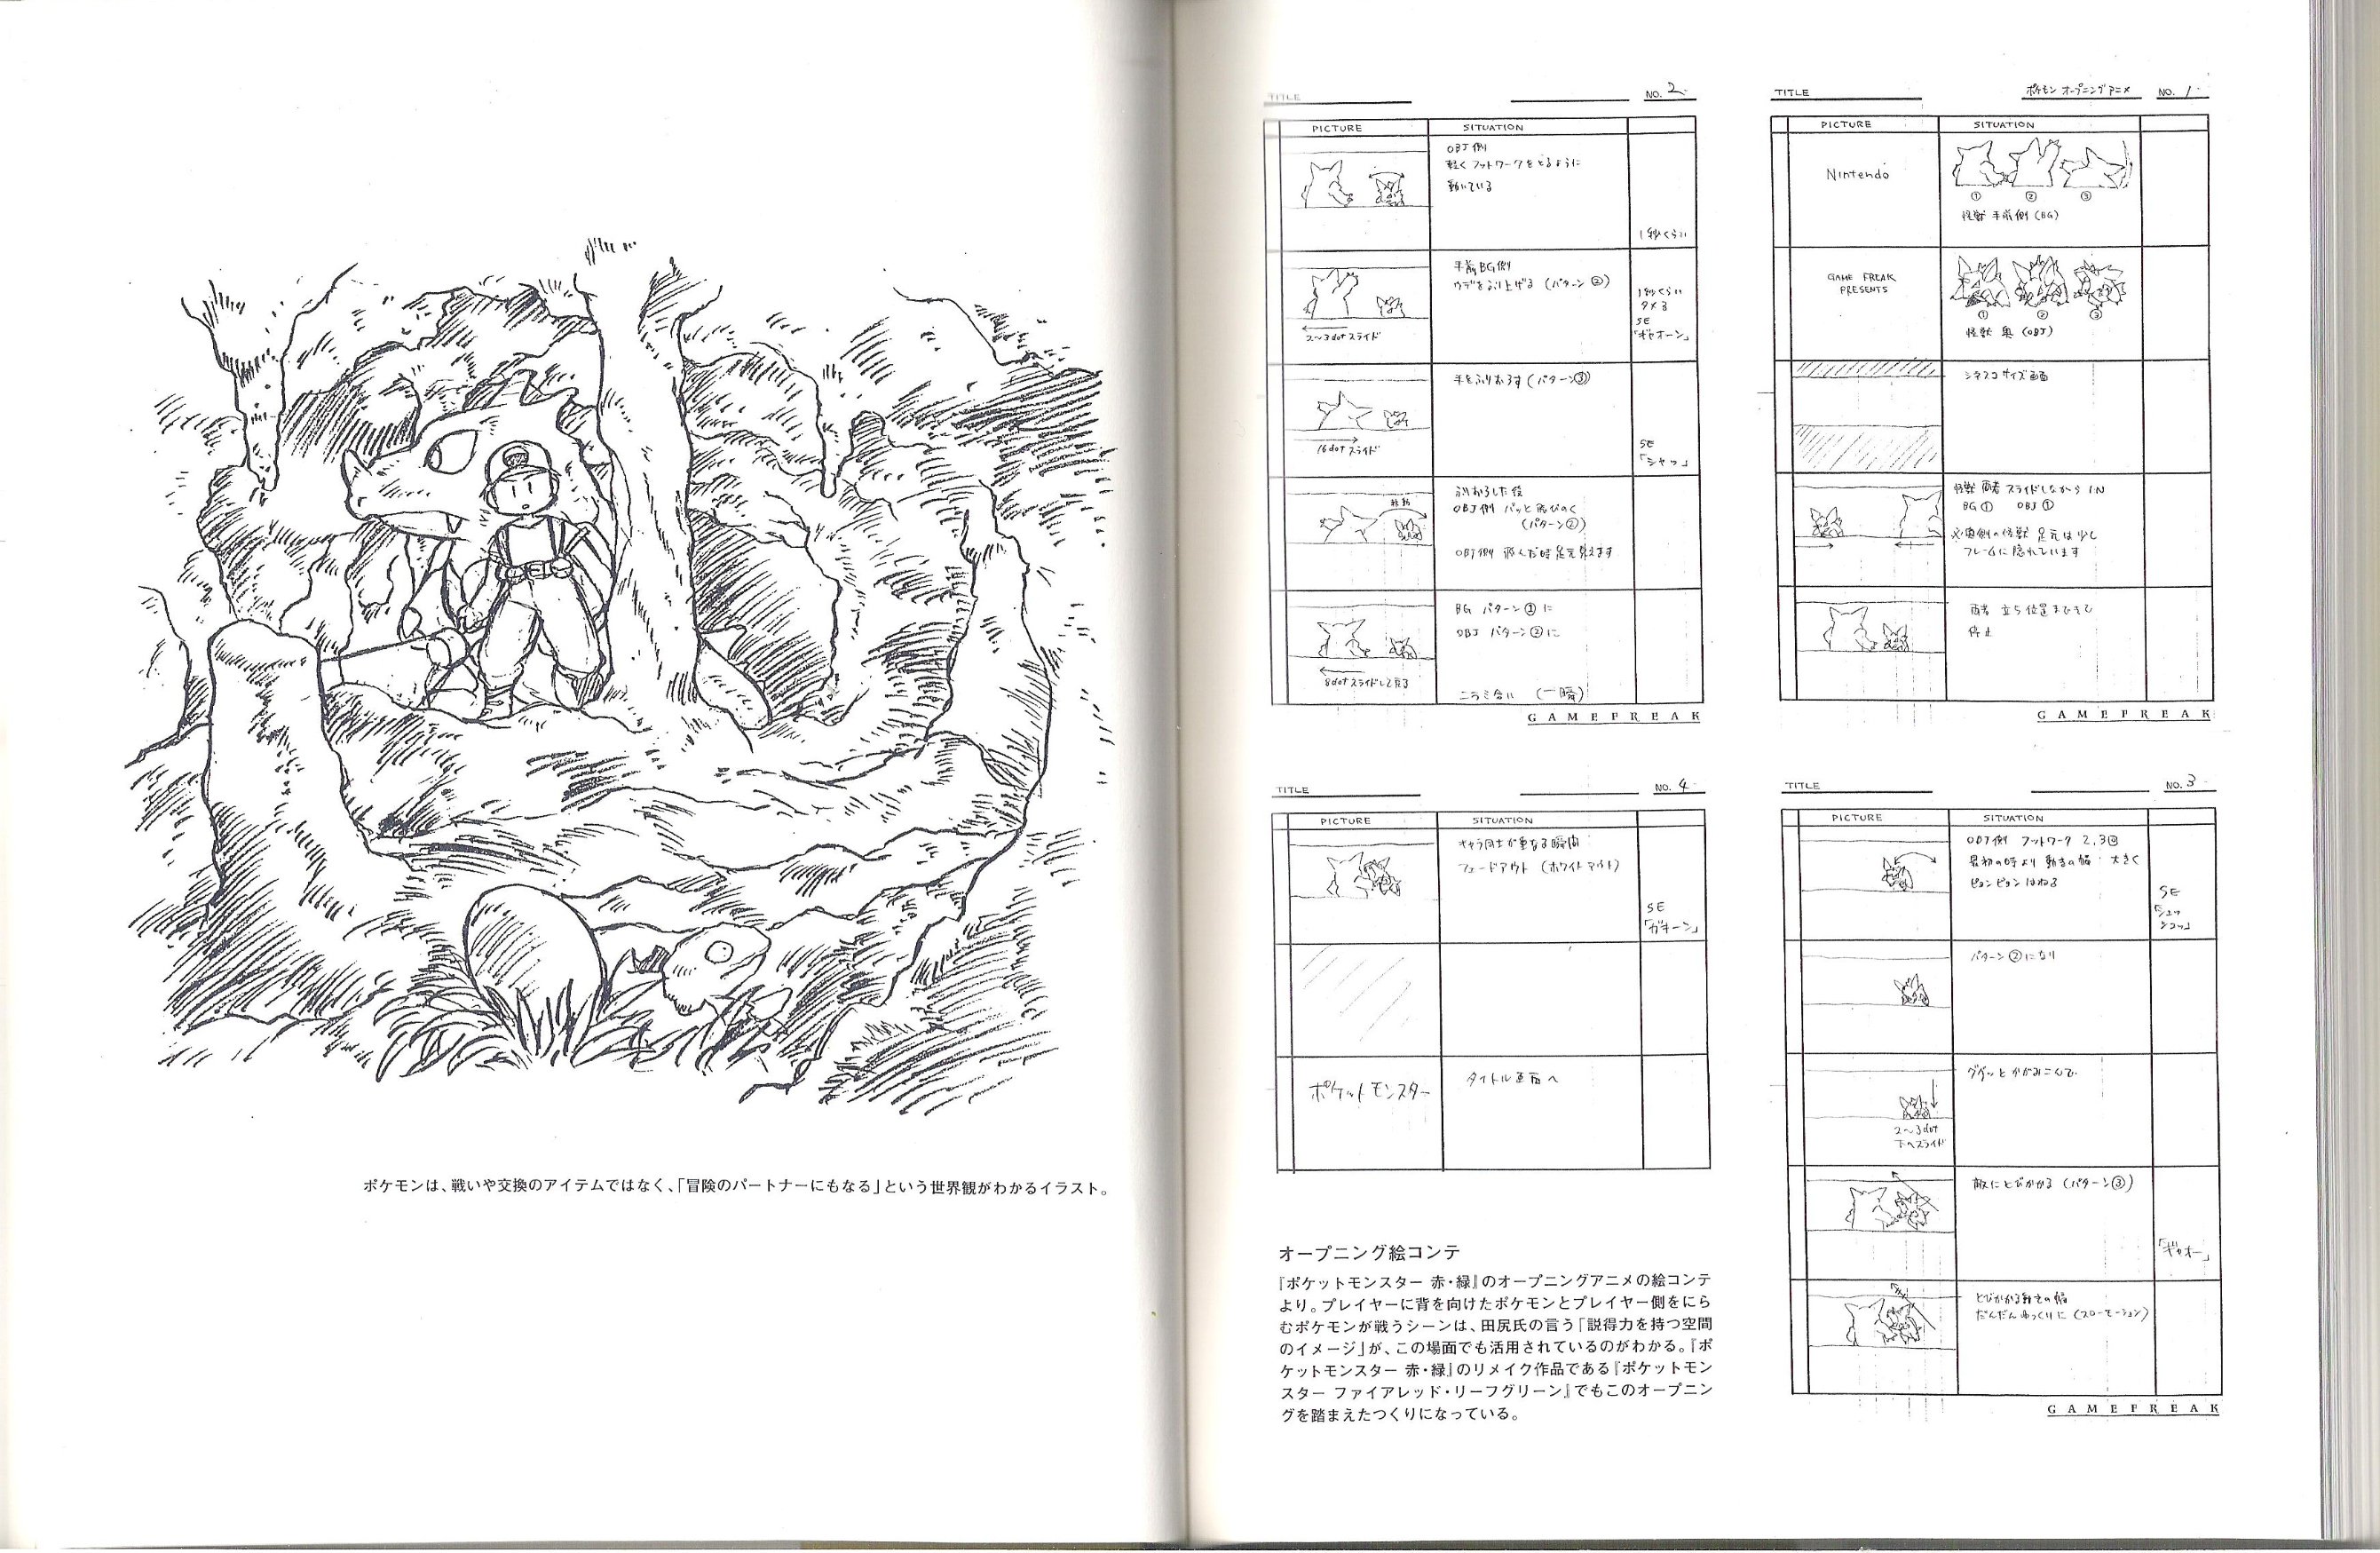 ポケモンは、戦いや交換のアイテムではなく、「冒険のパートナーにもなる」という世界観がわかるイラスト。
TITLE
ポケモン オープニングアニメ
NO. 1
PICTURE
SITUATION
Nintendo
① ② ③
怪獣 手前側 (BG)
GAME FREAK
PRESENTS
① ② ③
怪獣 奥 (OBJ)
シネスコサイズ画面
怪獣 両者 スライドしながら IN
BG① OBJ①
足元は少し
フレームに隠れています
両者 立ち位置まできて
停止
GAMEFREAK
TITLE
NO. 2
PICTURE
SITUATION
OBJ側
軽くフットワークをとるように
動いている
1秒くらい
手前BG側
ウデをふり上げる (パターン②)
2〜3dotスライド
1秒くらい
タメる
SE
「ギャオーン」
手をふりおろす (パターン③)
16dotスライド
SE
「シャッ」
ふりおろした後
OBJ側 パッと飛びのく
(パターン②)
OBJ側 飛んだ時足元見えます
BG パターン①に
OBJ パターン②に
8dotスライドして戻る
ニラミ合い (一瞬)
GAMEFREAK
TITLE
NO. 3
PICTURE
SITUATION
OBJ側 フットワーク 2,3回
最初の時より動きの幅 大きく
ピョンピョンはねる
SE
パターン②になり
ググッとかがみこんで
2〜3dot
下へスライド
敵にとびかかる (パターン③)
「ギャオー」
だんだんゆっくりに (スローモーション)
GAMEFREAK
TITLE
NO. 4
PICTURE
SITUATION
キャラ同士が重なる瞬間
フェードアウト (ホワイトアウト)
SE
「ガキーン」
ポケットモンスター
タイトル画面へ
オープニング絵コンテ
『ポケットモンスター 赤・緑』のオープニングアニメの絵コンテ
より。プレイヤーに背を向けたポケモンとプレイヤー側をにら
むポケモンが戦うシーンは、田尻氏の言う「説得力を持つ空間
のイメージ」が、この場面でも活用されているのがわかる。『ポ
ケットモンスター 赤・緑』のリメイク作品である『ポケットモン
スター ファイアレッド・リーフグリーン』でもこのオープニン
グを踏まえたつくりになっている。